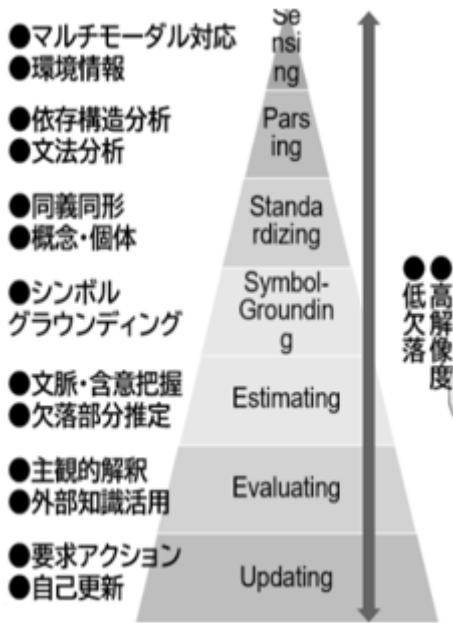 ●マルチモーダル対応
●環境情報
Se
nsi
ng
●依存構造分析
●文法分析
Pars
ing
●同義同形
●概念・個体
Standa
rdizing
●シンボル
グラウンディング
Symbol-
Groundin
g
●文脈・含意把握
●欠落部分推定
Estimating
●主観的解釈
●外部知識活用
Evaluating
●要求アクション
●自己更新
Updating
●高解像度
●低欠落